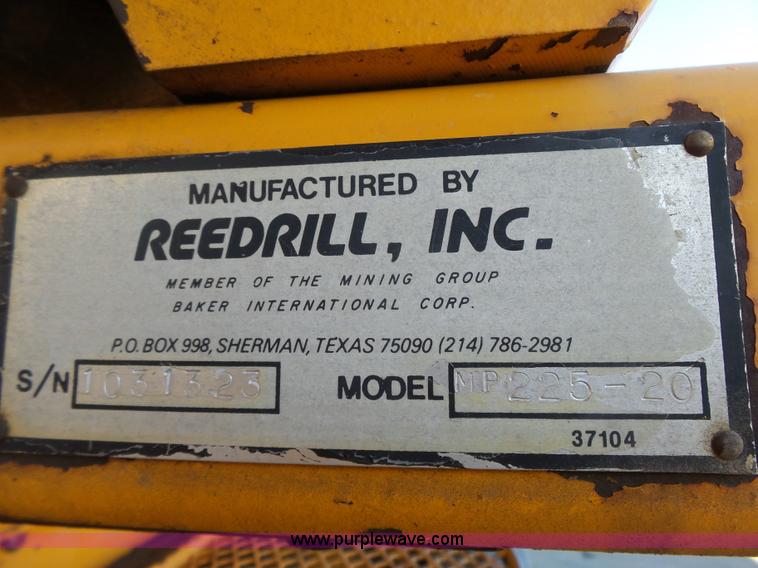 MANUFACTURED BY
REEDRILL, INC.
MEMBER OF THE MINING GROUP
BAKER INTERNATIONAL CORP.
P.O. BOX 998, SHERMAN, TEXAS 75090 (214) 786-2981
S/N 1031323 MODEL MP225-20
37104
www.purplewave.com